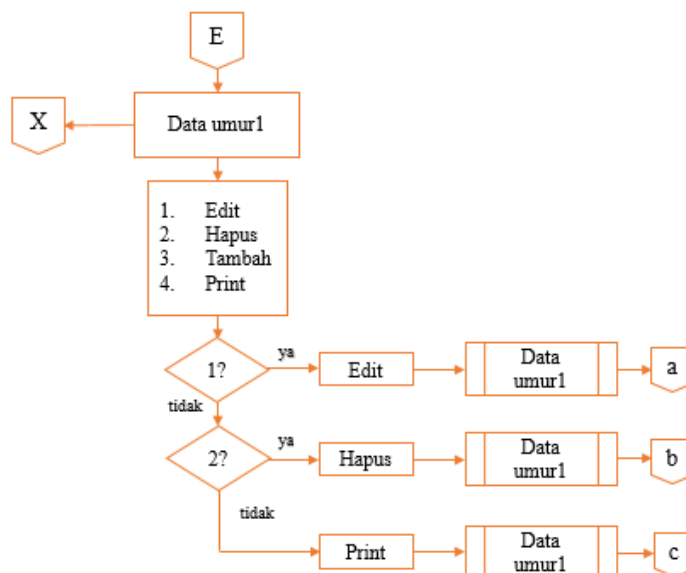 E
X
Data umur1
1. Edit
2. Hapus
3. Tambah
4. Print
1?
ya
Edit
Data
umur1
a
tidak
2?
ya
Hapus
Data
umur1
b
tidak
Print
Data
umur1
c